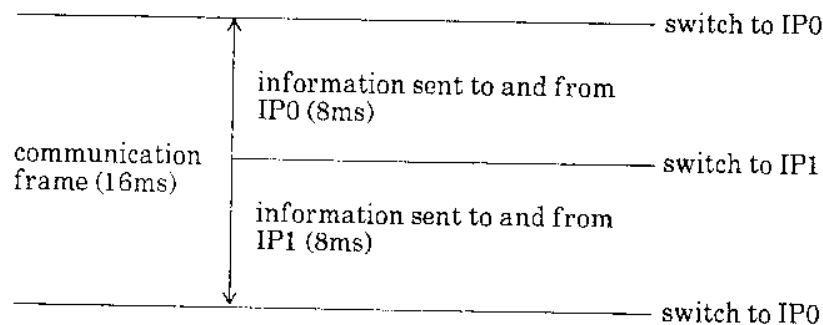 switch to IP0
information sent to and from
IP0 (8ms)
communication
frame (16ms)
switch to IP1
information sent to and from
IP1 (8ms)
switch to IP0